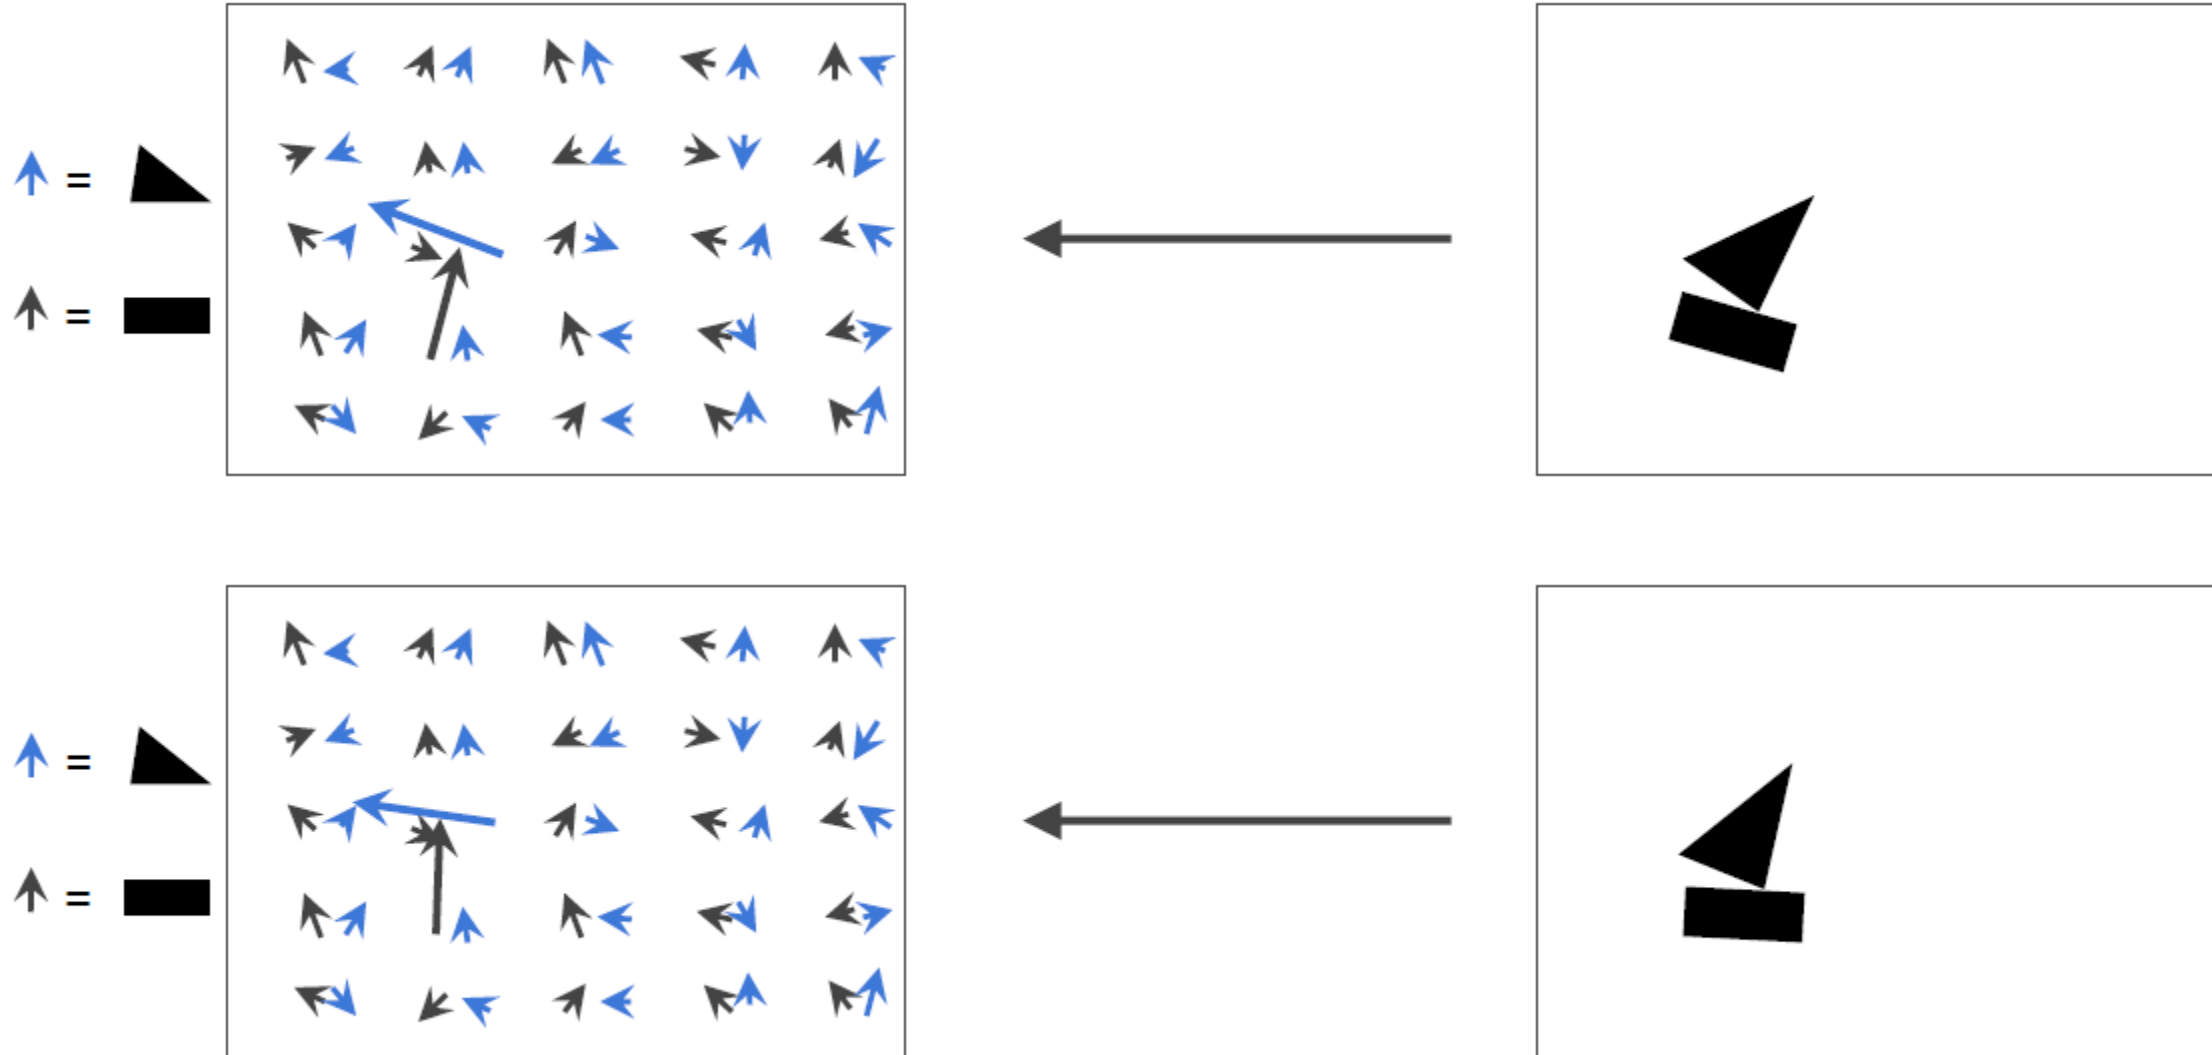 =
=
=
=